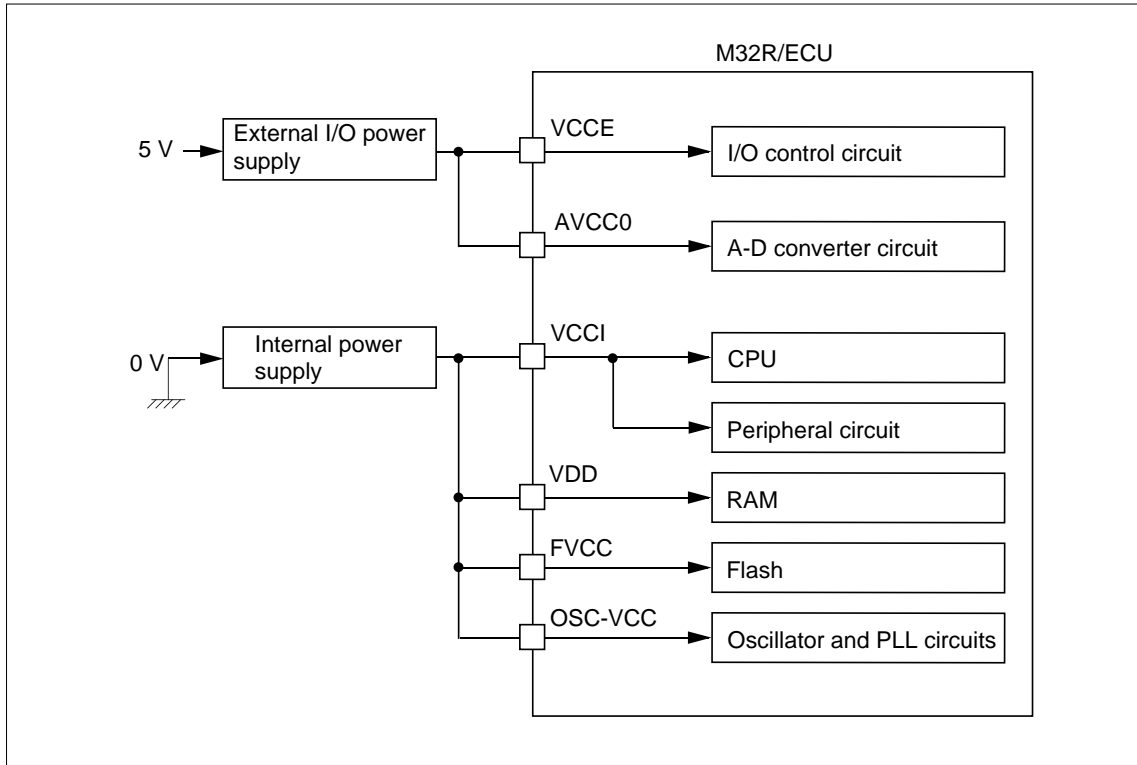 M32R/ECU
5 V
External I/O power
supply
VCCE
I/O control circuit
AVCC0
A-D converter circuit
0 V
Internal power
supply
VCCI
CPU
Peripheral circuit
VDD
RAM
FVCC
Flash
OSC-VCC
Oscillator and PLL circuits